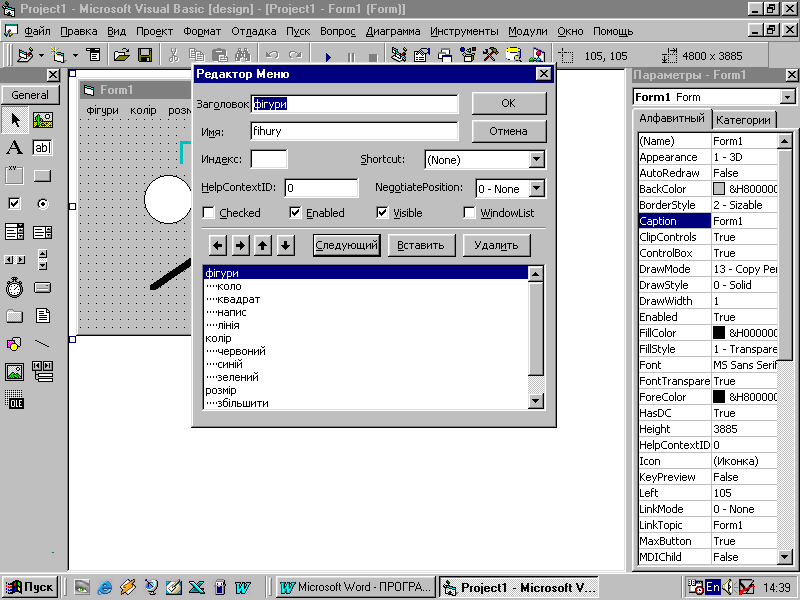 Project1 - Microsoft Visual Basic [design] - [Project1 - Form1 (Form)]
Файл Правка Вид Проект Формат Отладка Пуск Вопрос Диаграмма Инструменты Модули Окно Помощь
105, 105 4800 x 3885
General
A
ab|
xy
OLE
Form1
фігури колір розм
Редактор Меню
Заголовок фігури OK
Имя: fihury Отмена
Индекс: Shortcut: (None)
HelpContextID: 0 NegotiatePosition: 0 - None
Checked Enabled Visible WindowList
Следующий Вставить Удалить
фігури
····коло
····квадрат
····напис
····лінія
колір
····червоний
····синій
····зелений
розмір
····збільшити
Параметры - Form1
Form1 Form
Алфавитный Категории
(Name) Form1
Appearance 1 - 3D
AutoRedraw False
BackColor &H800000
BorderStyle 2 - Sizable
Caption Form1
ClipControls True
ControlBox True
DrawMode 13 - Copy Pe
DrawStyle 0 - Solid
DrawWidth 1
Enabled True
FillColor &H000000
FillStyle 1 - Transpare
Font MS Sans Serif
FontTranspare True
ForeColor &H800000
HasDC True
Height 3885
HelpContextID 0
Icon (Иконка)
KeyPreview False
Left 105
LinkMode 0 - None
LinkTopic Form1
MaxButton True
MDIChild False
Пуск Microsoft Word - ПРОГРА... Project1 - Microsoft V... En 14:39